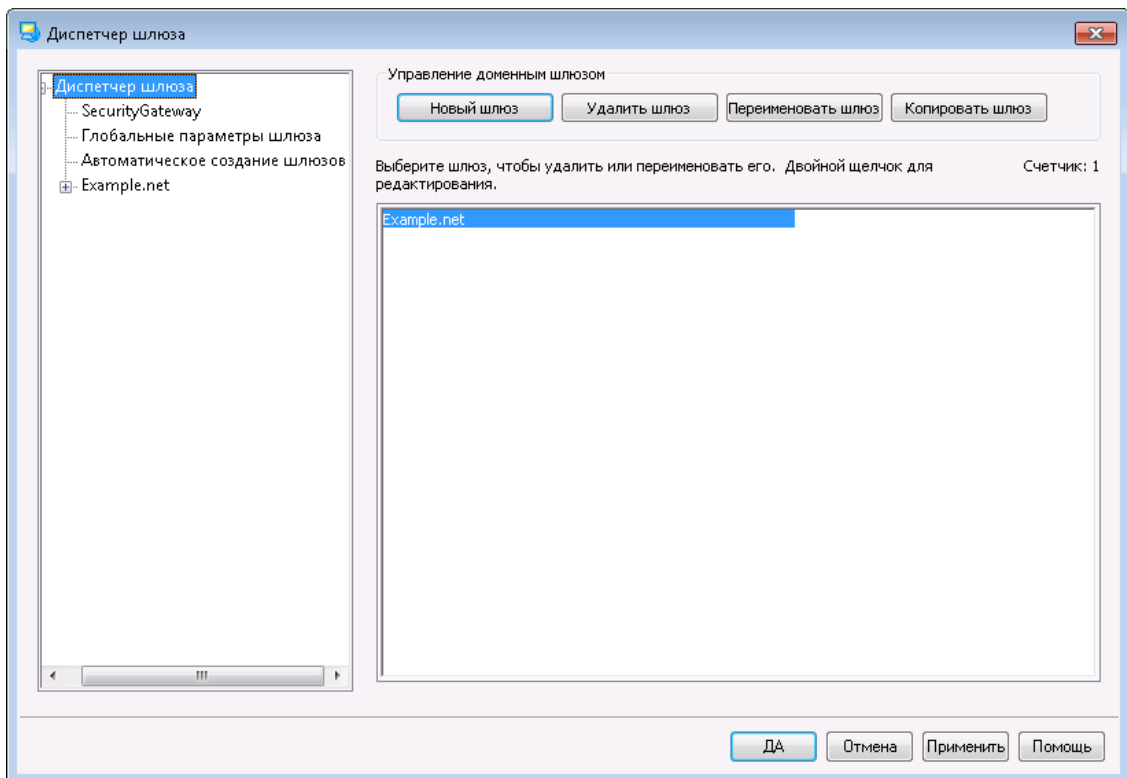 Диспетчер шлюза
Диспетчер шлюза
SecurityGateway
Глобальные параметры шлюза
Автоматическое создание шлюзов
Example.net
Управление доменным шлюзом
Новый шлюз
Удалить шлюз
Переименовать шлюз
Копировать шлюз
Выберите шлюз, чтобы удалить или переименовать его. Двойной щелчок для
редактирования.
Счетчик: 1
Example.net
ДА
Отмена
Применить
Помощь